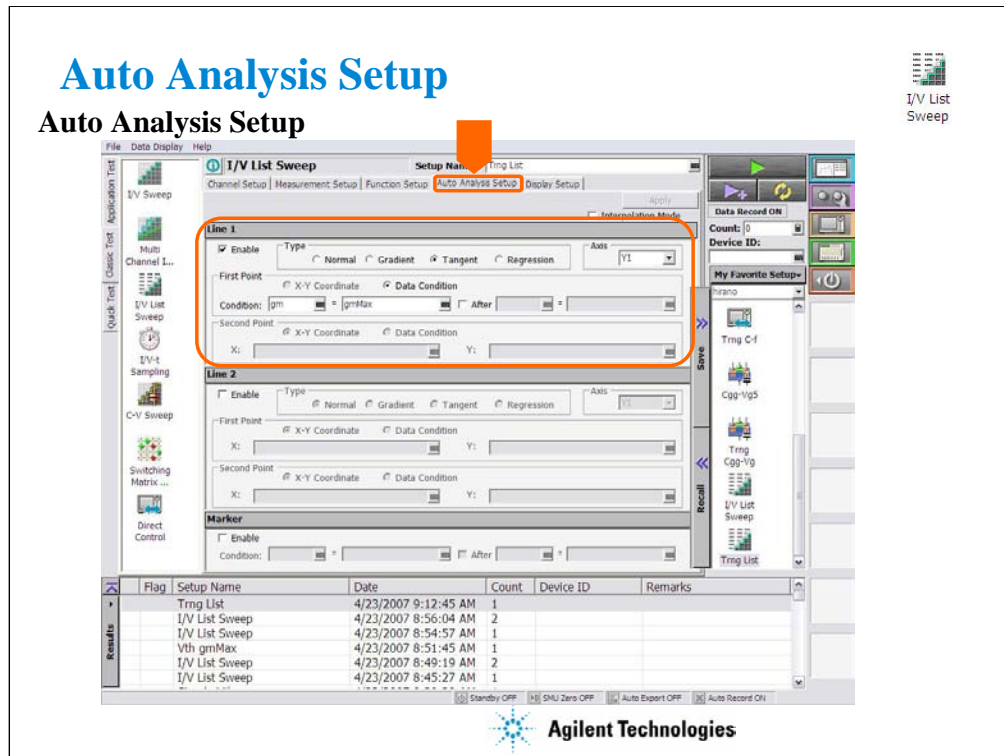 Auto Analysis Setup
I/V List
Sweep
Auto Analysis Setup
File Data Display Help
I/V List Sweep
Setup Nam
Trng List
Channel Setup Measurement Setup Function Setup Auto Analysis Setup Display Setup
Apply
Interpolation Mode
Line 1
Enable
Type
Normal Gradient Tangent Regression
Axis
Y1
First Point
X-Y Coordinate Data Condition
Condition: gm = gmMax After =
Second Point
X-Y Coordinate Data Condition
X: Y:
Line 2
Enable
Type
Normal Gradient Tangent Regression
Axis
Y1
First Point
X-Y Coordinate Data Condition
X: Y:
Second Point
X-Y Coordinate Data Condition
X: Y:
Marker
Enable
Condition: = After =
Application Test
Classic Test
Quick Test
I/V Sweep
Multi
Channel I...
I/V List
Sweep
I/V-t
Sampling
C-V Sweep
Switching
Matrix ...
Direct
Control
Save
Recall
Data Record ON
Count: 0
Device ID:
My Favorite Setup
hirano
Trng C-f
Cgg-Vg5
Trng
Cgg-Vg
I/V List
Sweep
Trng List
Results
Flag Setup Name Date Count Device ID Remarks
Trng List 4/23/2007 9:12:45 AM 1
I/V List Sweep 4/23/2007 8:56:04 AM 2
I/V List Sweep 4/23/2007 8:54:57 AM 1
Vth gmMax 4/23/2007 8:51:45 AM 1
I/V List Sweep 4/23/2007 8:49:19 AM 2
I/V List Sweep 4/23/2007 8:45:27 AM 1
Standby OFF SMU Zero OFF Auto Export OFF Auto Record ON
Agilent Technologies